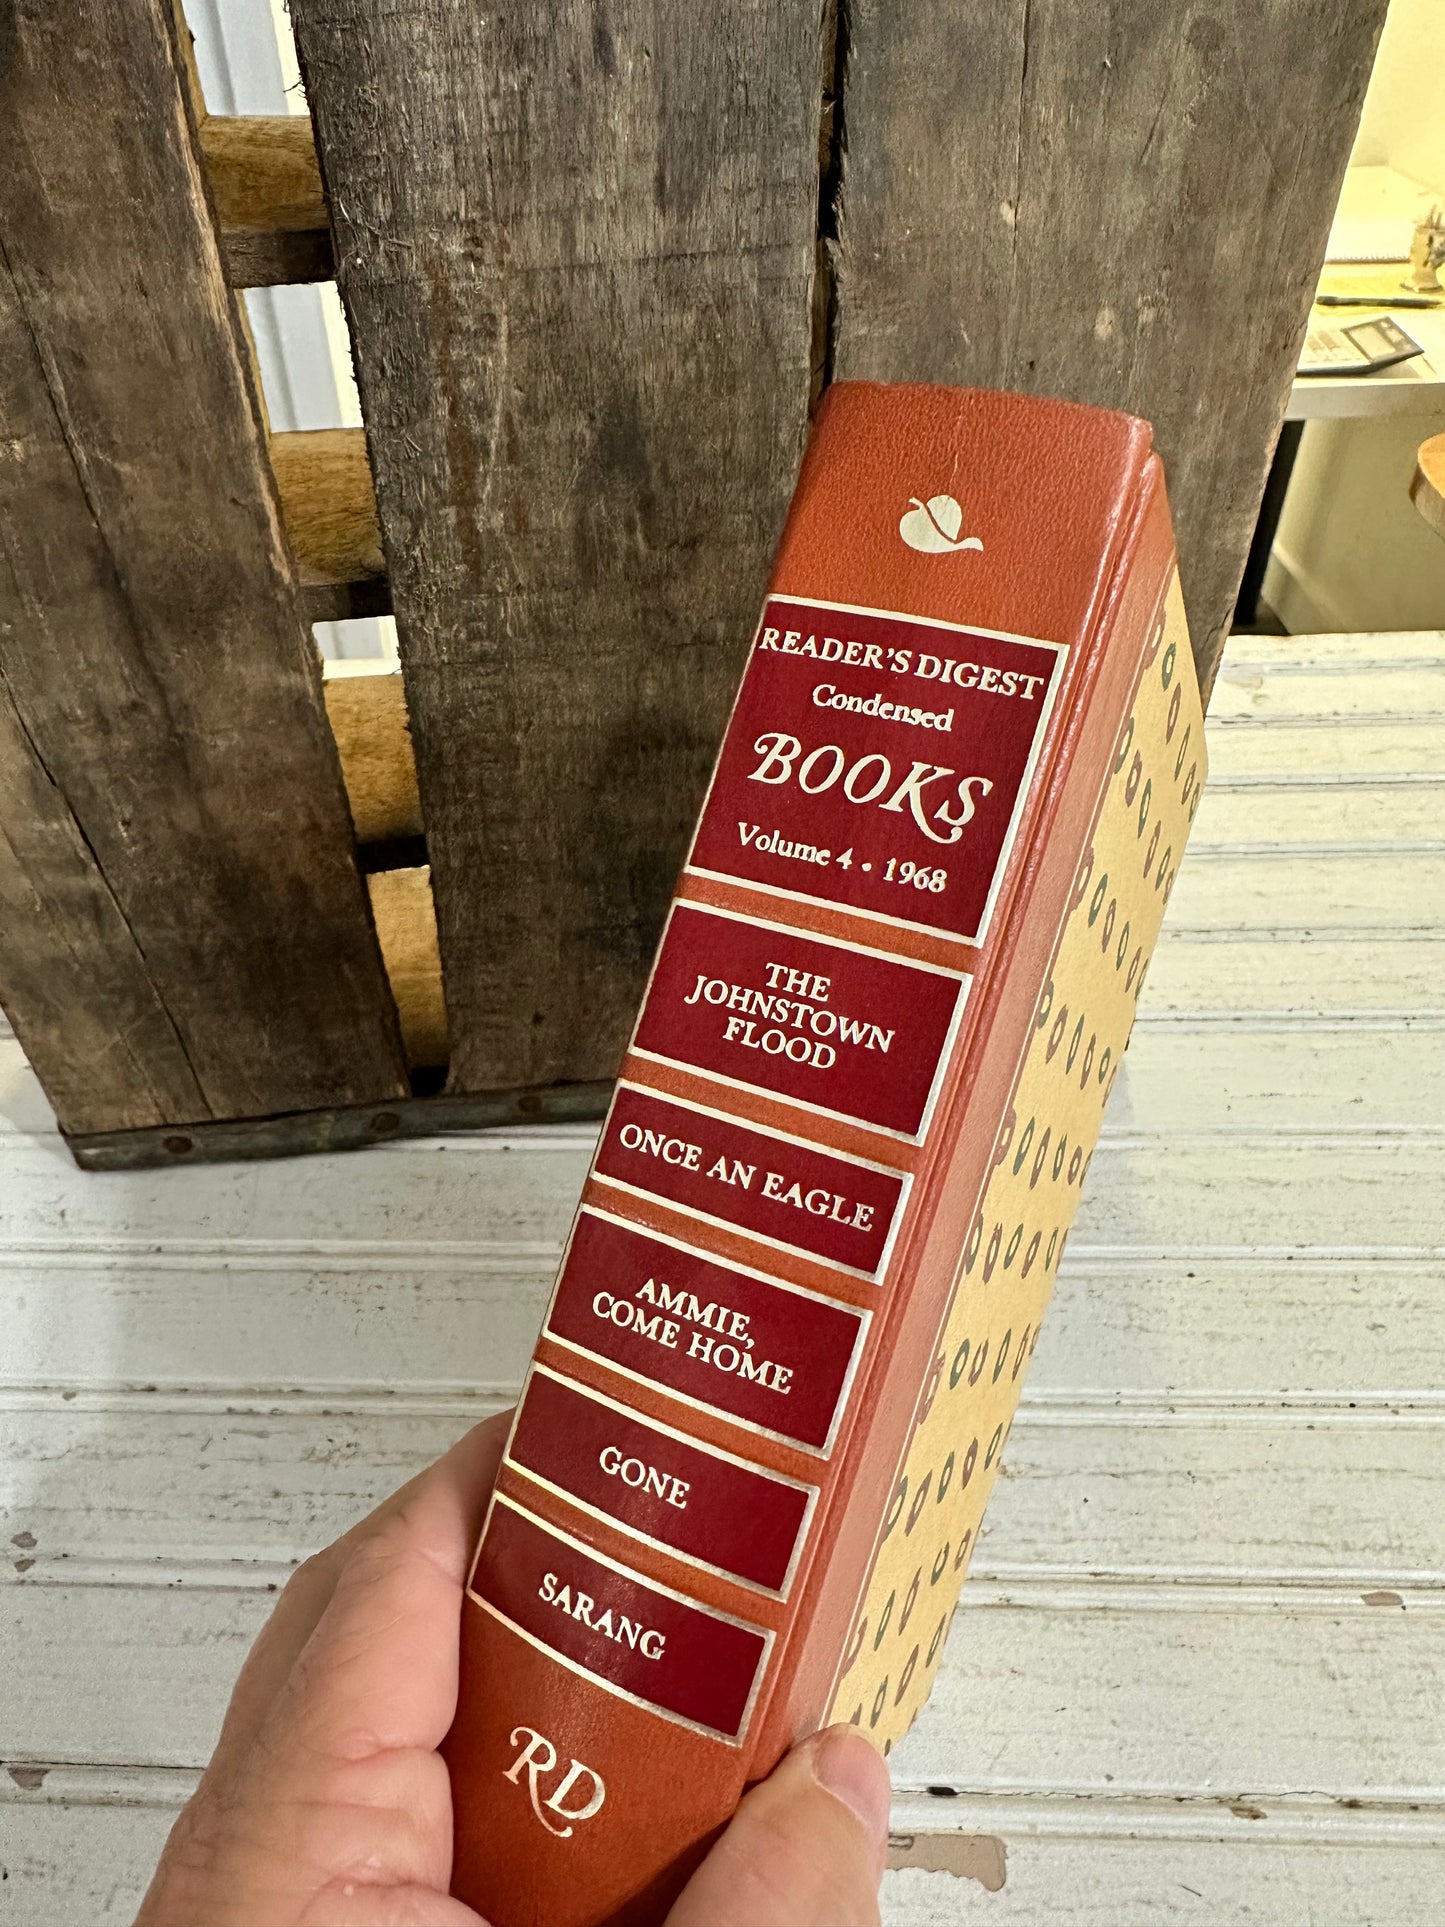 READER'S DIGEST
Condensed
BOOKS
Volume 4 • 1968
THE
JOHNSTOWN
FLOOD
ONCE AN EAGLE
AMMIE,
COME HOME
GONE
SARANG
RD